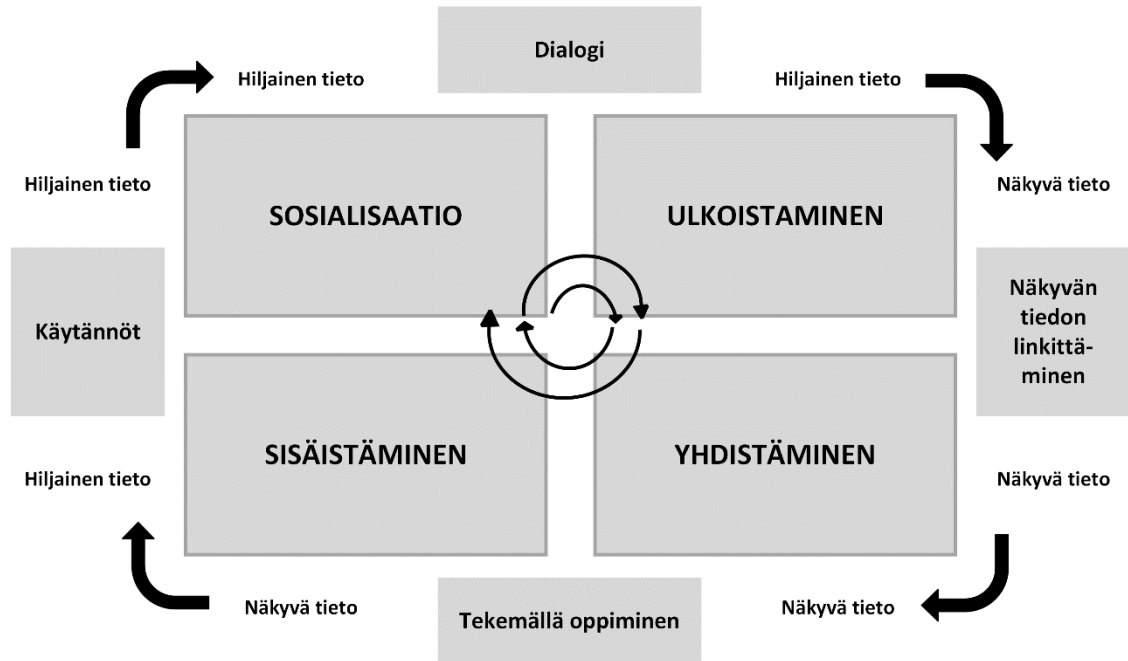 Dialogi
Hiljainen tieto
Hiljainen tieto
Hiljainen tieto
Näkyvä tieto
SOSIALISAATIO
ULKOISTAMINEN
Käytännöt
Näkyvän
tiedon
linkittä-
minen
SISÄISTÄMINEN
YHDISTÄMINEN
Hiljainen tieto
Näkyvä tieto
Näkyvä tieto
Näkyvä tieto
Tekemällä oppiminen